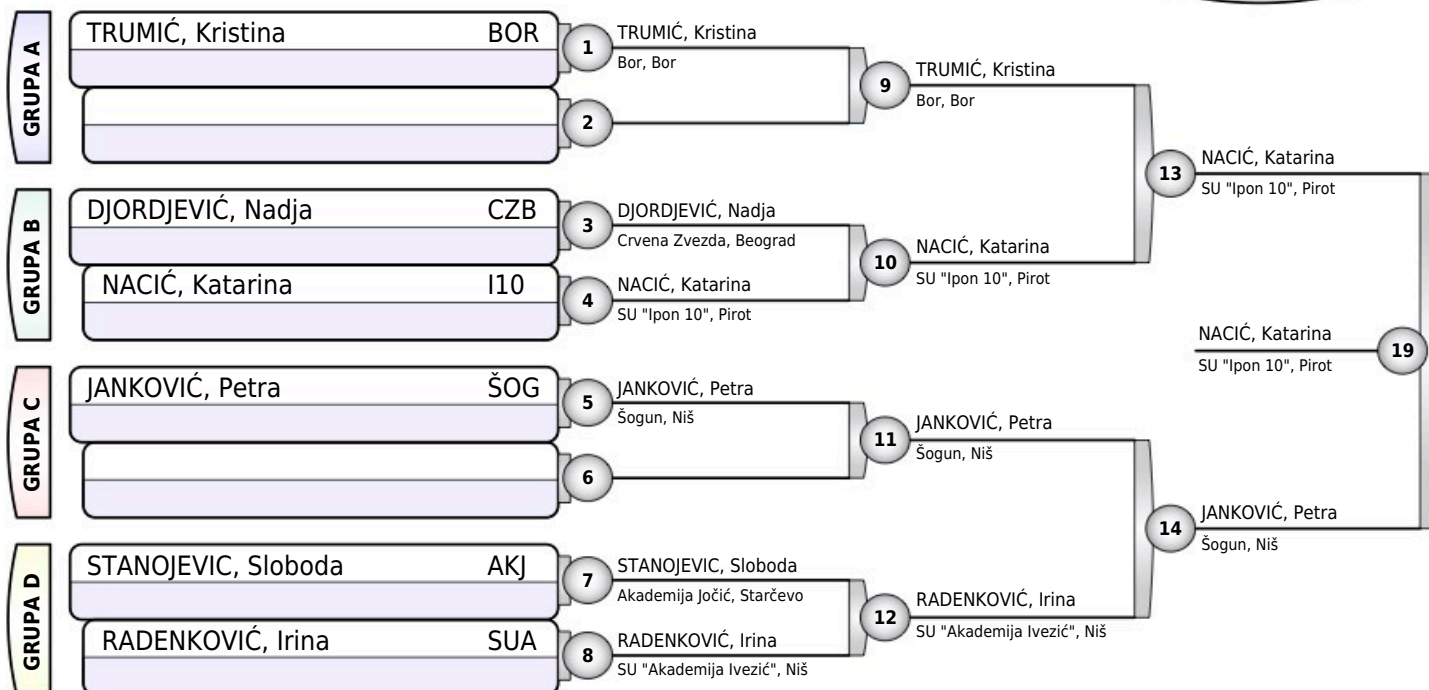 GRUPA A
TRUMIĆ, Kristina BOR
1
TRUMIĆ, Kristina
Bor, Bor
2
9
TRUMIĆ, Kristina
Bor, Bor
GRUPA B
DJORDJEVIĆ, Nadja CZB
3
DJORDJEVIĆ, Nadja
Crvena Zvezda, Beograd
NACIĆ, Katarina I10
4
NACIĆ, Katarina
SU "Ipon 10", Pirot
10
NACIĆ, Katarina
SU "Ipon 10", Pirot
13
NACIĆ, Katarina
SU "Ipon 10", Pirot
GRUPA C
JANKOVIĆ, Petra ŠOG
5
JANKOVIĆ, Petra
Šogun, Niš
6
11
JANKOVIĆ, Petra
Šogun, Niš
GRUPA D
STANOJEVIC, Sloboda AKJ
7
STANOJEVIC, Sloboda
Akademija Jočić, Starčevo
RADENKOVIĆ, Irina SUA
8
RADENKOVIĆ, Irina
SU "Akademija Ivezić", Niš
12
RADENKOVIĆ, Irina
SU "Akademija Ivezić", Niš
14
JANKOVIĆ, Petra
Šogun, Niš
NACIĆ, Katarina
SU "Ipon 10", Pirot
19